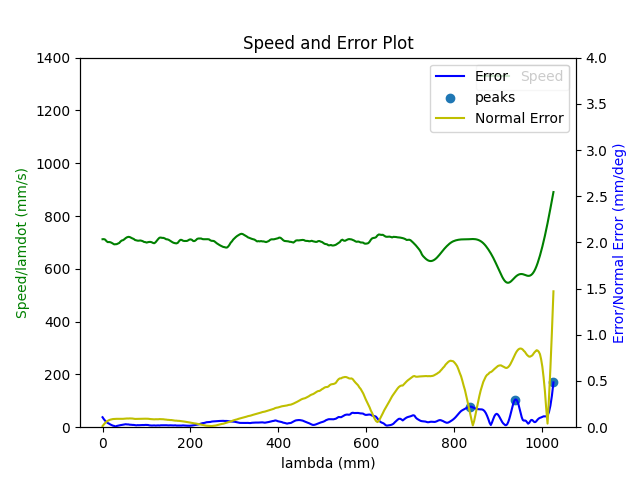 Speed and Error Plot
1400
1200
1000
800
600
400
200
0
Speed/lamdot (mm/s)
4.0
3.5
3.0
2.5
2.0
1.5
1.0
0.5
0.0
Error/Normal Error (mm/deg)
Error
Speed
peaks
Normal Error
0 200 400 600 800 1000
lambda (mm)